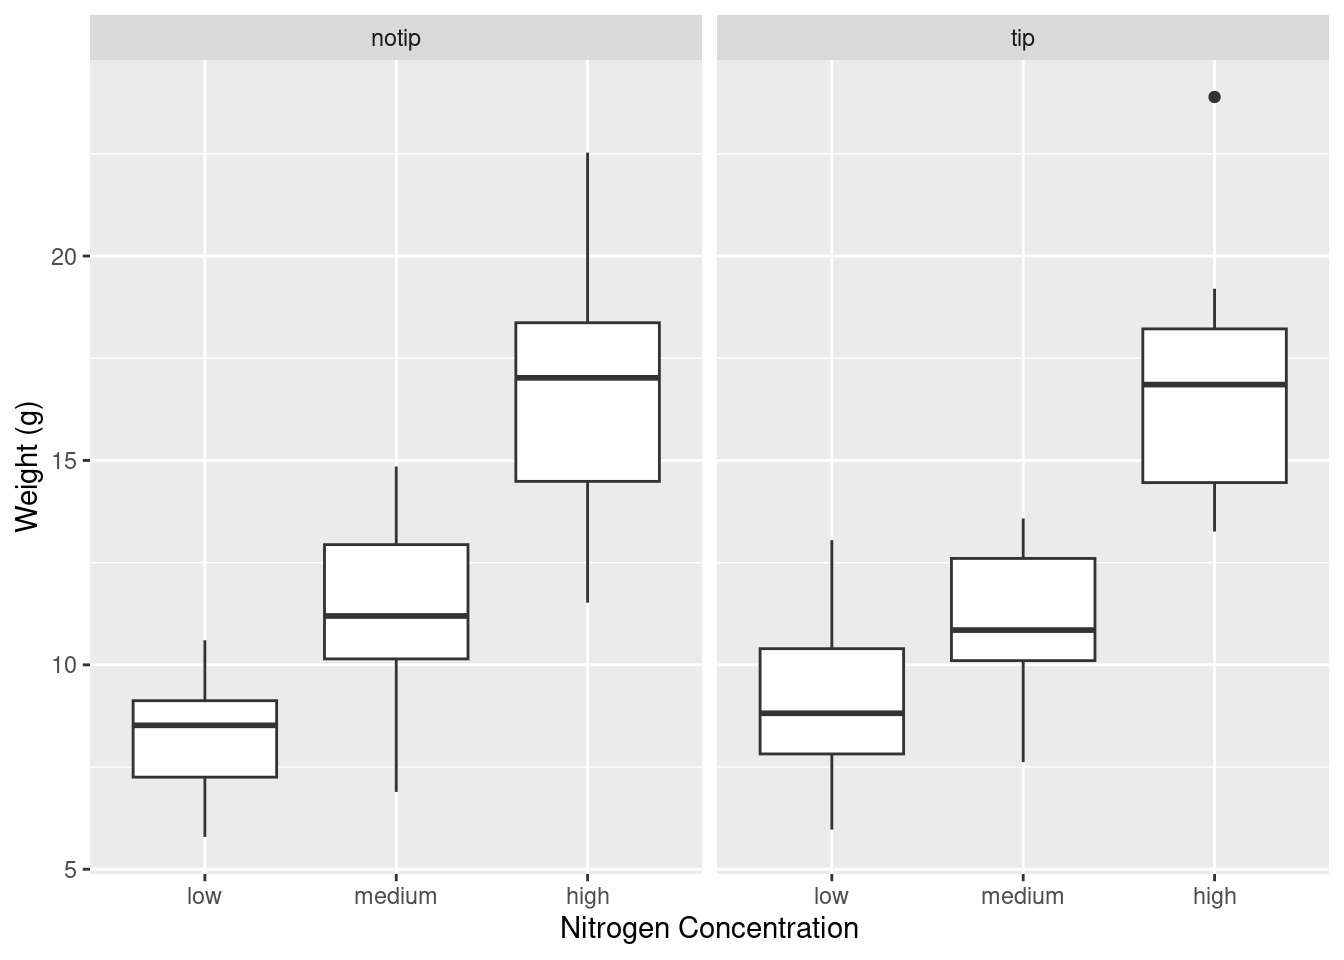 notip
tip
Weight (g)
20
15
10
5
low medium high
low medium high
Nitrogen Concentration